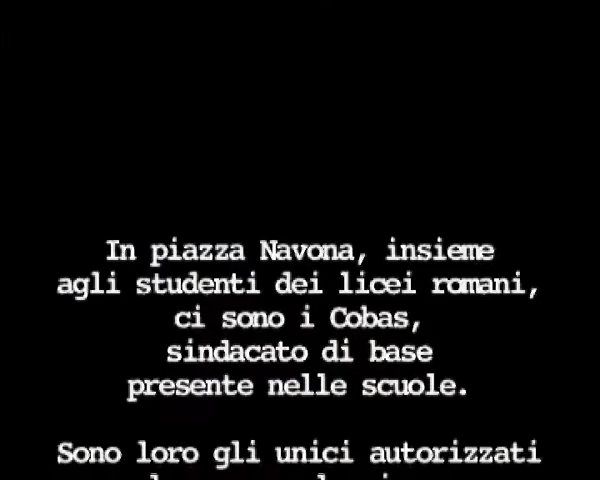 In piazza Navona, insieme
agli studenti dei licei romani,
ci sono i Cobas,
sindacato di base
presente nelle scuole.
Sono loro gli unici autorizzati